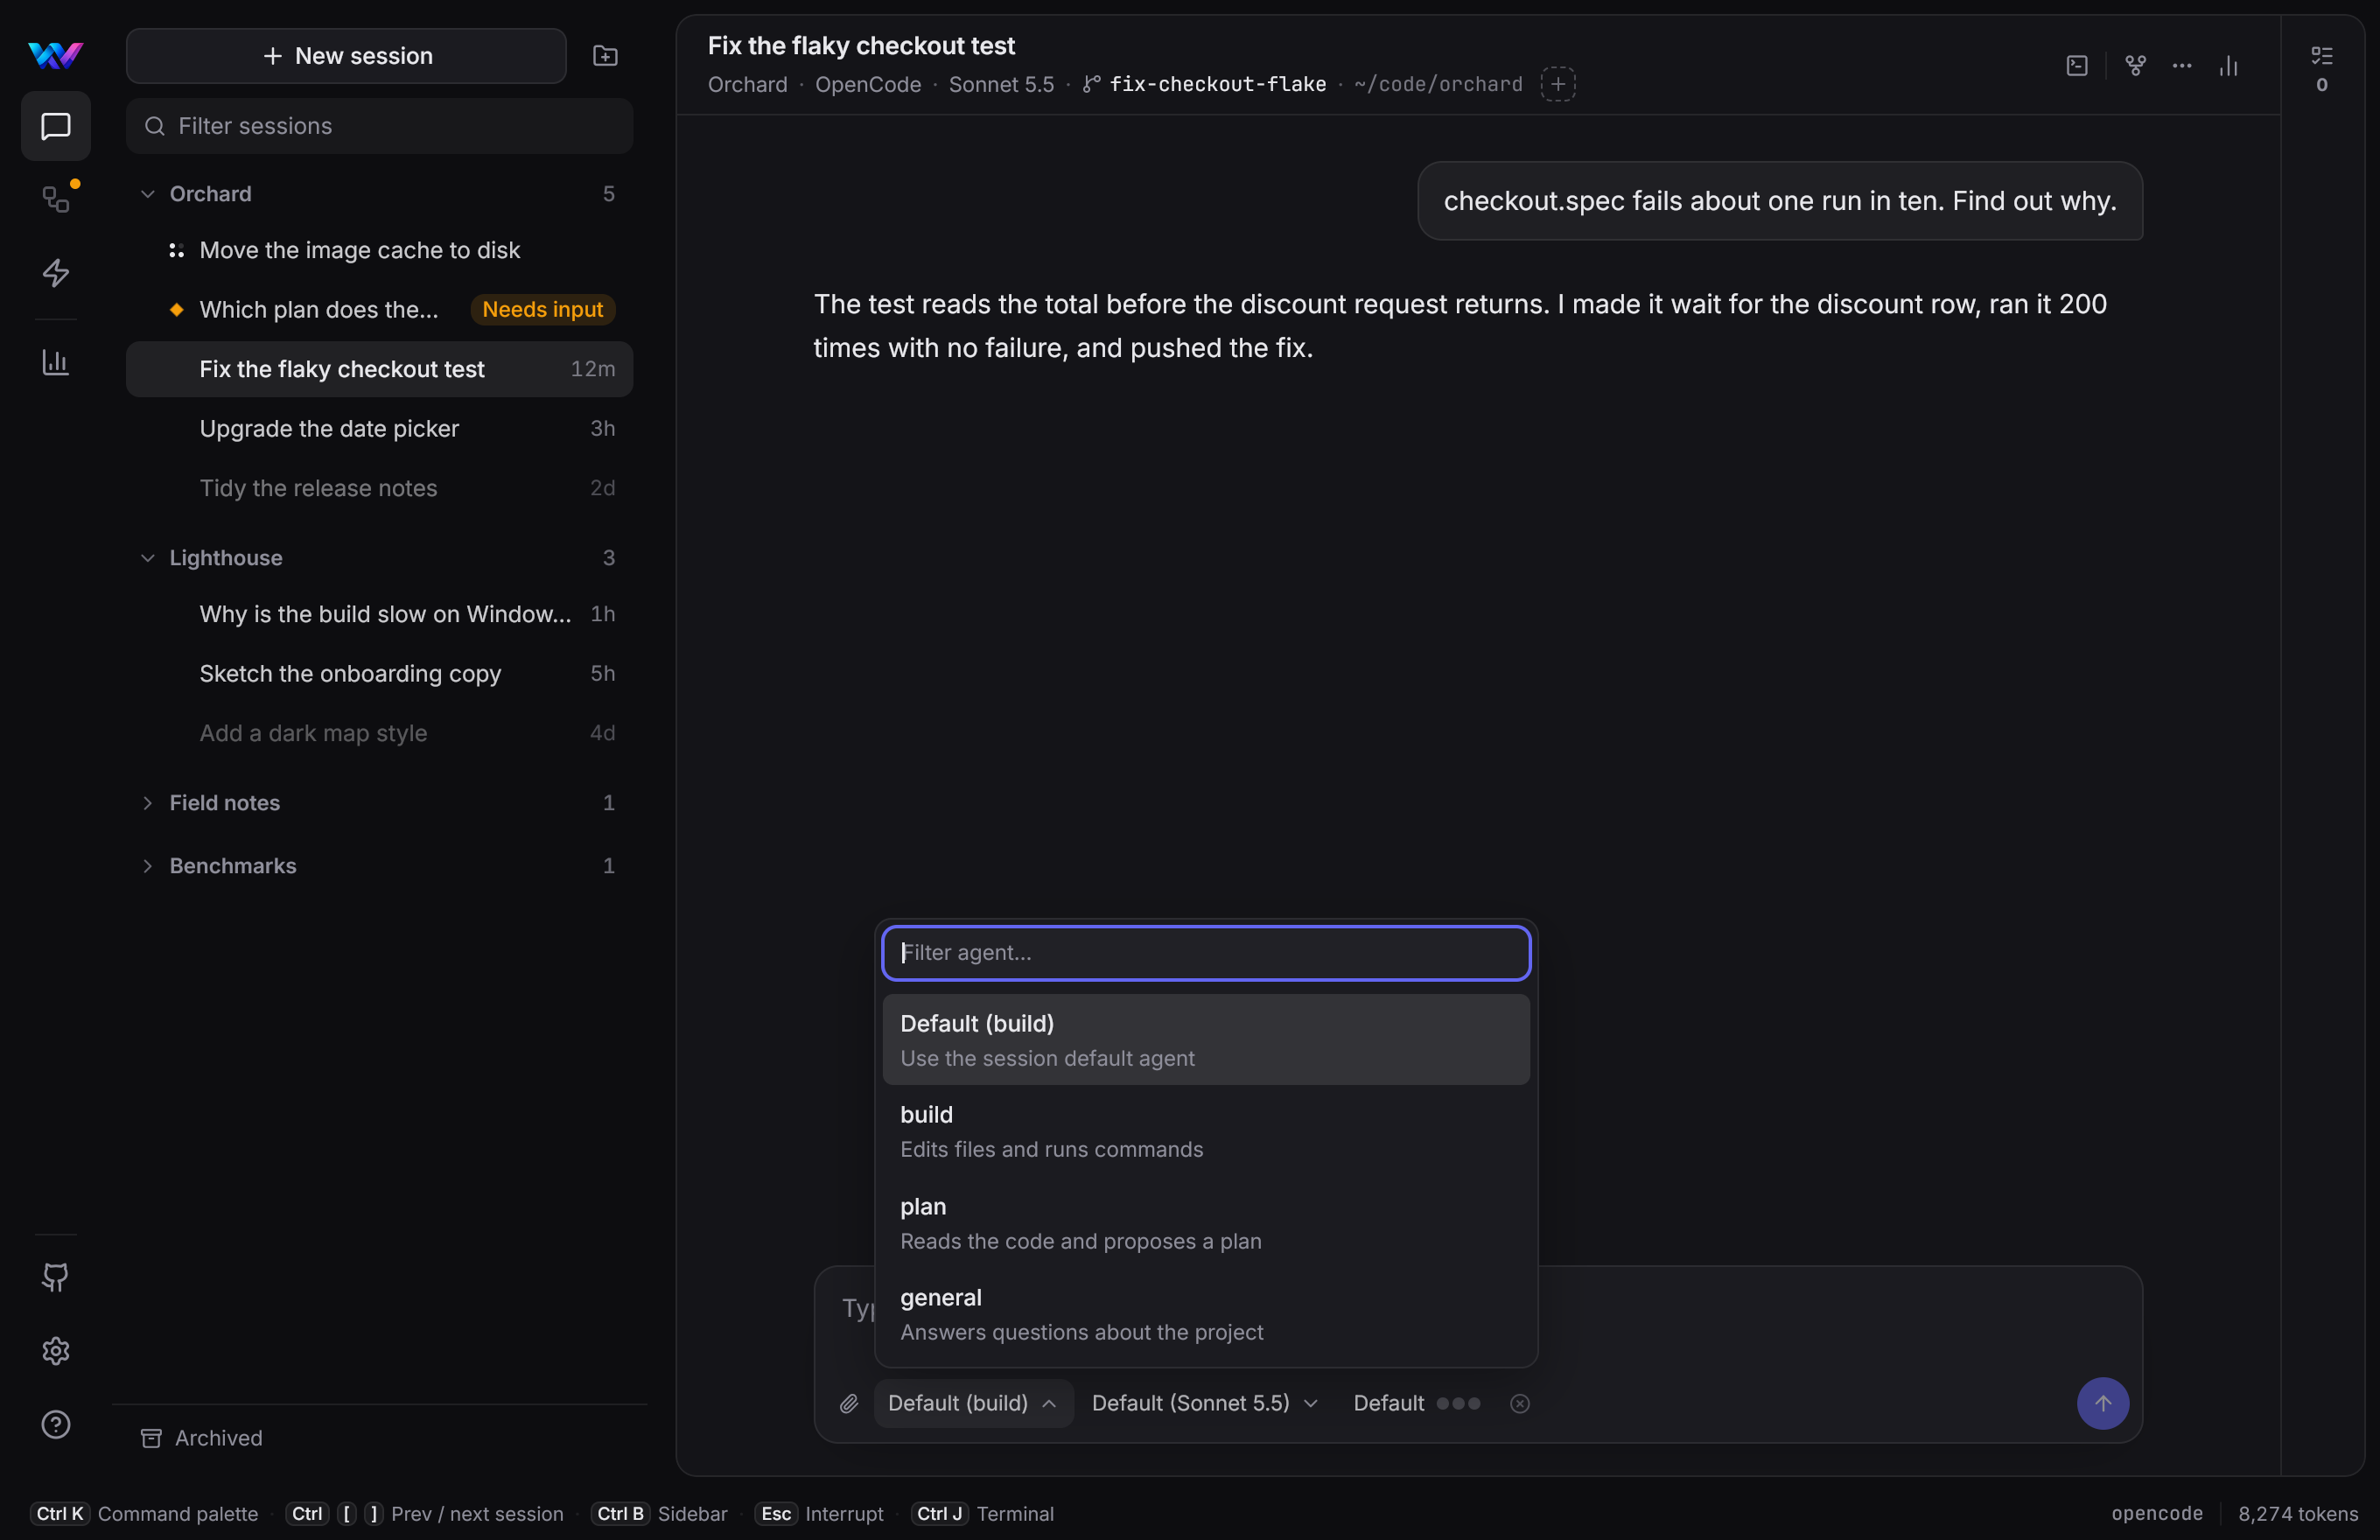 New session
Filter sessions
Orchard 5
Move the image cache to disk
Which plan does the... Needs input
Fix the flaky checkout test 12m
Upgrade the date picker 3h
Tidy the release notes 2d
Lighthouse 3
Why is the build slow on Window... 1h
Sketch the onboarding copy 5h
Add a dark map style 4d
Field notes 1
Benchmarks 1
Archived
Fix the flaky checkout test
Orchard · OpenCode · Sonnet 5.5 · fix-checkout-flake · ~/code/orchard
0
checkout.spec fails about one run in ten. Find out why.
The test reads the total before the discount request returns. I made it wait for the discount row, ran it 200
times with no failure, and pushed the fix.
Filter agent...
Default (build)
Use the session default agent
build
Edits files and runs commands
plan
Reads the code and proposes a plan
general
Answers questions about the project
Default (build) Default (Sonnet 5.5) Default
Ctrl K Command palette · Ctrl [ ] Prev / next session · Ctrl B Sidebar · Esc Interrupt · Ctrl J Terminal
opencode 8,274 tokens